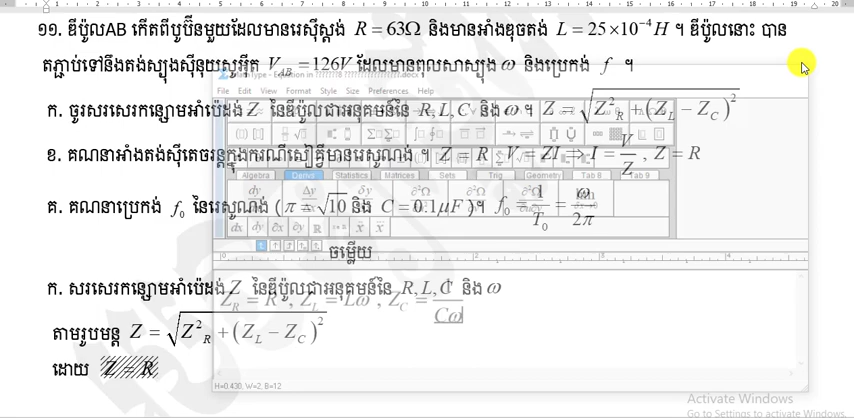 ១១. ឌីប៉ូលAB កើតពីបូប៊ីនមួយដែលមានរេស៊ីស្តង់ R = 63Ω និងមានអាំងឌុចតង់ L = 25×10⁻⁴H ។ ឌីប៉ូលនោះ បាន
តភ្ជាប់ទៅនឹងតង់ស្យុងស៊ីនុយសូអ៊ីត V_AB = 126V ដែលមានពុលសាស្យុង ω និងប្រេកង់ f ។
MathType - Equation in
File Edit View Format Style Size Preferences Help
ក. ចូរសរសេរកន្សោមអាំប៉េដង់ Z នៃឌីប៉ូលជាអនុគមន៍នៃ R, L, C និង ω ។ Z = √(Z²_R + (Z_L − Z_C)²)
ខ. គណនាអាំងតង់ស៊ីតេចរន្តក្នុងករណីសៀគ្វីមានរេសូណង់ ។ Z = R V = ZI ⇒ I = V/Z , Z = R
Algebra Derivs Statistics Matrices Sets Trig Geometry Tab 8 Tab 9
គ. គណនាប្រេកង់ f₀ នៃរេសូណង់ ( π = √10 និង C = 0.1μF )។ f₀ = 1/T₀ = ω/2π
ចម្លើយ
ក. សរសេរកន្សោមអាំប៉េដង់ Z នៃឌីប៉ូលជាអនុគមន៍នៃ R, L, C និង ω
Z_R = R , Z_L = Lω , Z_C = 1/Cω
តាមរូបមន្ត Z = √(Z²_R + (Z_L − Z_C)²)
ដោយ Z = R
Activate Windows
Go to Settings to activate Windows.